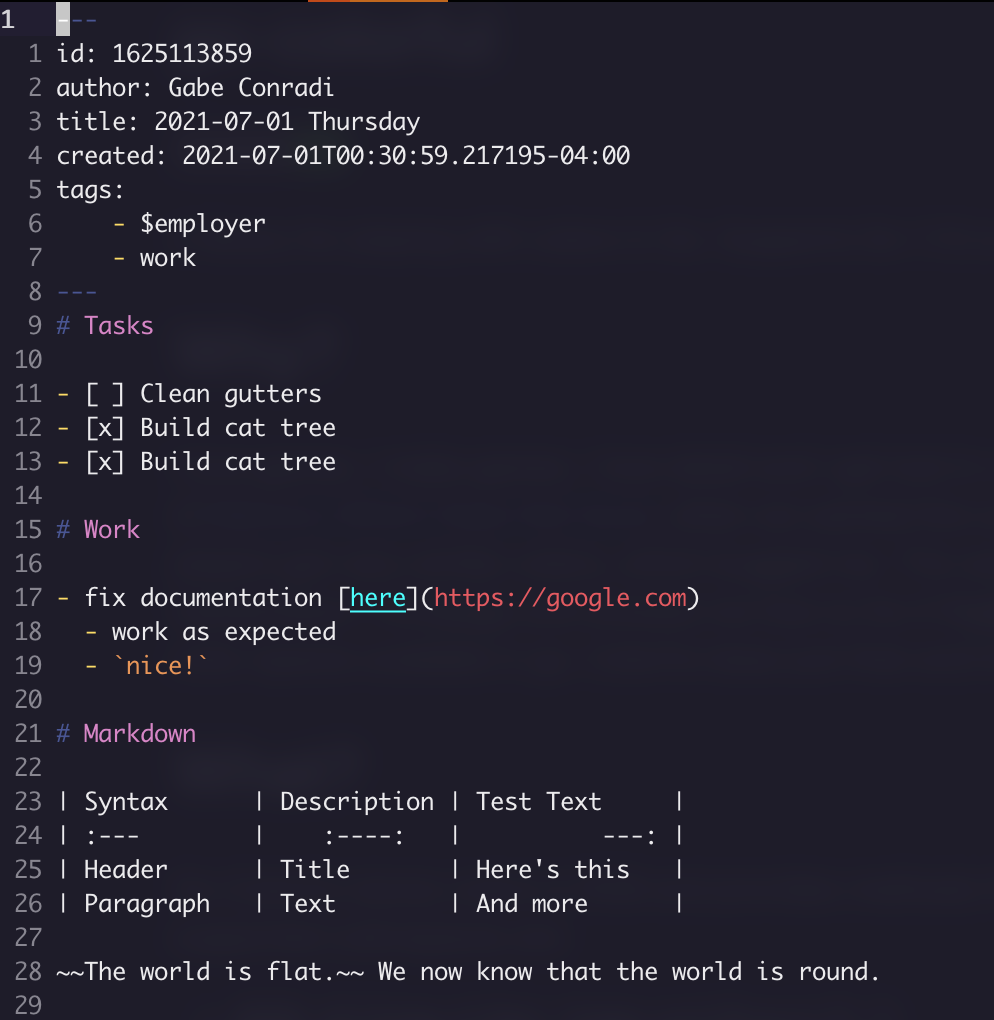 1 ---
1 id: 1625113859
2 author: Gabe Conradi
3 title: 2021-07-01 Thursday
4 created: 2021-07-01T00:30:59.217195-04:00
5 tags:
6     - $employer
7     - work
8 ---
9 # Tasks
10
11 - [ ] Clean gutters
12 - [x] Build cat tree
13 - [x] Build cat tree
14
15 # Work
16
17 - fix documentation [here](https://google.com)
18   - work as expected
19   - `nice!`
20
21 # Markdown
22
23 | Syntax      | Description | Test Text     |
24 | :---        |    :----:   |          ---: |
25 | Header      | Title       | Here's this   |
26 | Paragraph   | Text        | And more      |
27
28 ~~The world is flat.~~ We now know that the world is round.
29